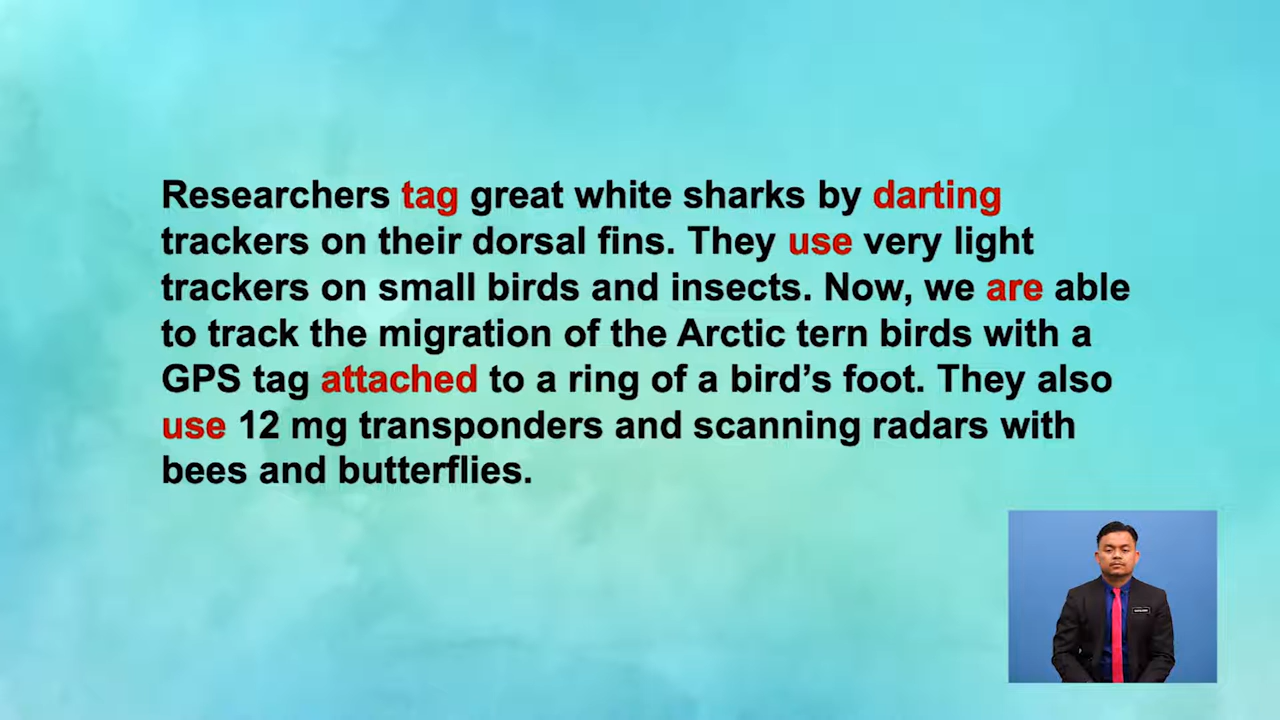 Researchers tag great white sharks by darting
trackers on their dorsal fins. They use very light
trackers on small birds and insects. Now, we are able
to track the migration of the Arctic tern birds with a
GPS tag attached to a ring of a bird’s foot. They also
use 12 mg transponders and scanning radars with
bees and butterflies.